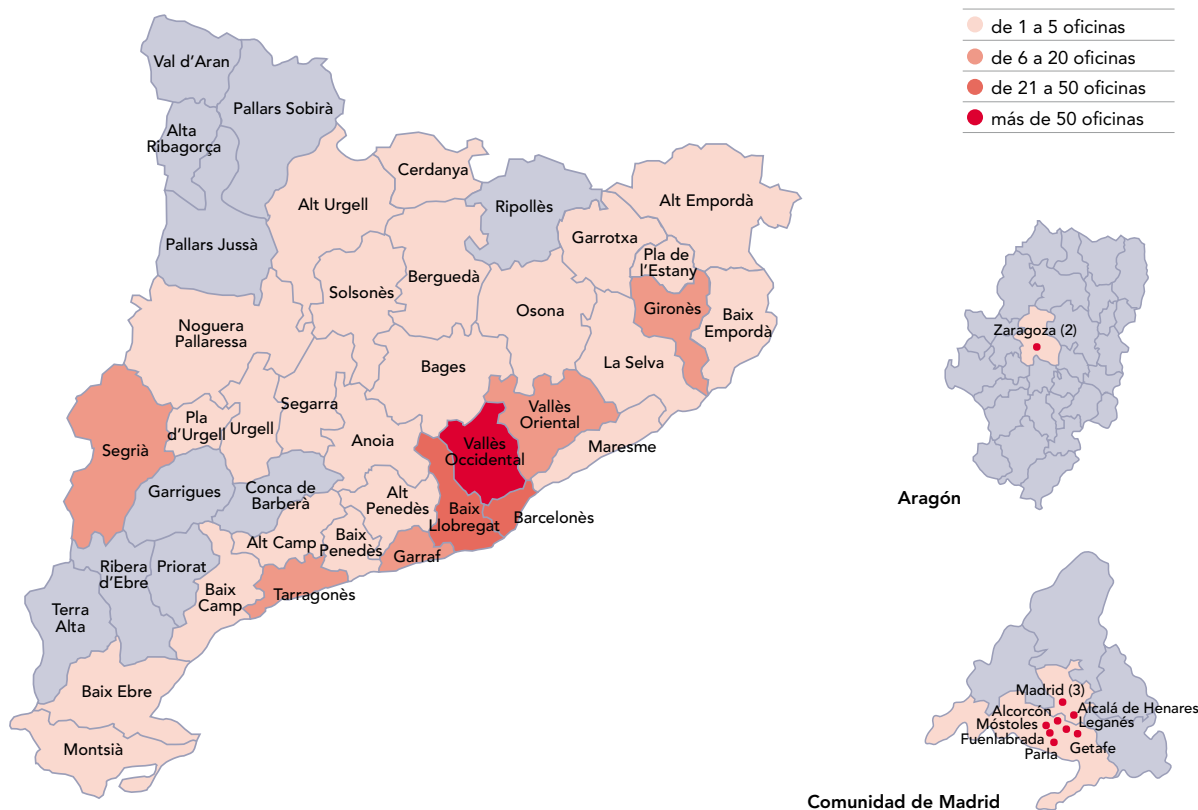 de 1 a 5 oficinas
de 6 a 20 oficinas
de 21 a 50 oficinas
más de 50 oficinas
Val d'Aran
Pallars Sobirà
Alta
Ribagorça
Cerdanya
Alt Urgell
Ripollès
Alt Empordà
Garrotxa
Pallars Jussà
Pla de
l'Estany
Berguedà
Solsonès
Osona
Gironès
Baix
Empordà
Noguera
Pallaressa
La Selva
Bages
Segarra
Vallès
Oriental
Pla
d'Urgell
Urgell
Anoia
Vallès
Occidental
Maresme
Segrià
Garrigues
Conca de
Barberà
Alt
Penedès
Baix
Llobregat
Barcelonès
Alt Camp
Baix
Penedès
Garraf
Ribera
d'Ebre
Priorat
Baix
Camp
Tarragonès
Terra
Alta
Baix Ebre
Montsià
Zaragoza (2)
Aragón
Madrid (3)
Alcalá de Henares
Alcorcón
Leganés
Móstoles
Fuenlabrada
Getafe
Parla
Comunidad de Madrid